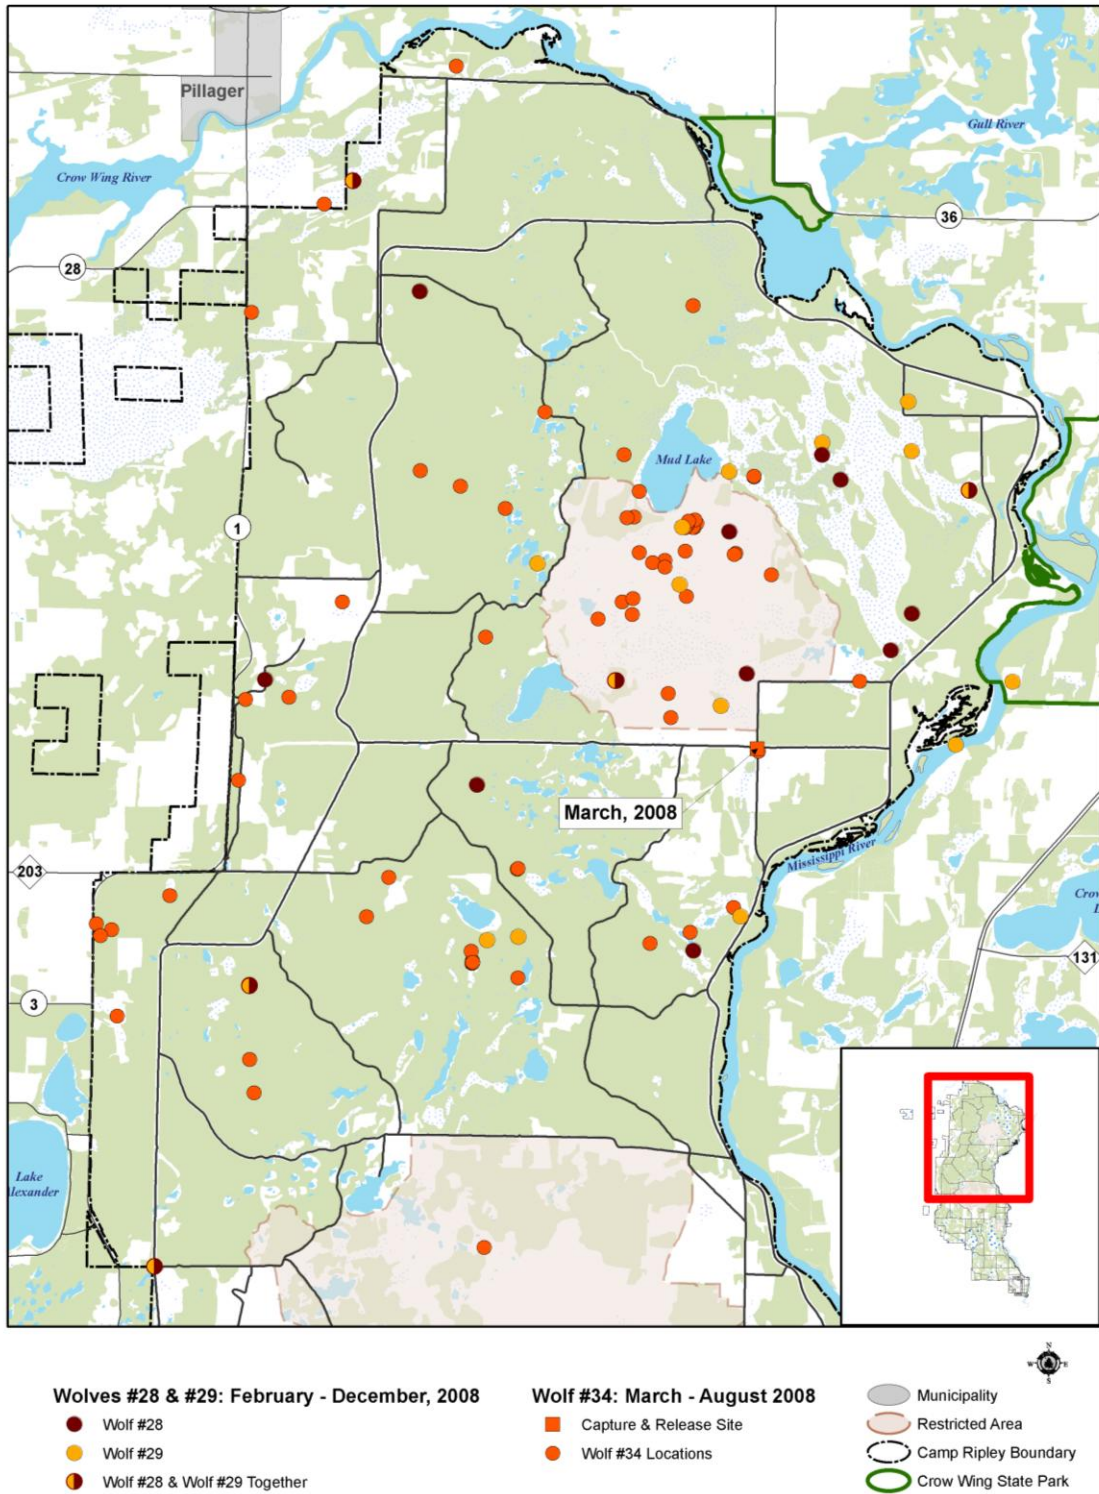 Pillager
Gull River
Crow Wing River
36
28
Mud Lake
1
March, 2008
Mississippi River
203
Crow
L
131
3
Lake
lexander
N
W E
S
Wolves #28 & #29: February - December, 2008
Wolf #28
Wolf #29
Wolf #28 & Wolf #29 Together
Wolf #34: March - August 2008
Capture & Release Site
Wolf #34 Locations
Municipality
Restricted Area
Camp Ripley Boundary
Crow Wing State Park